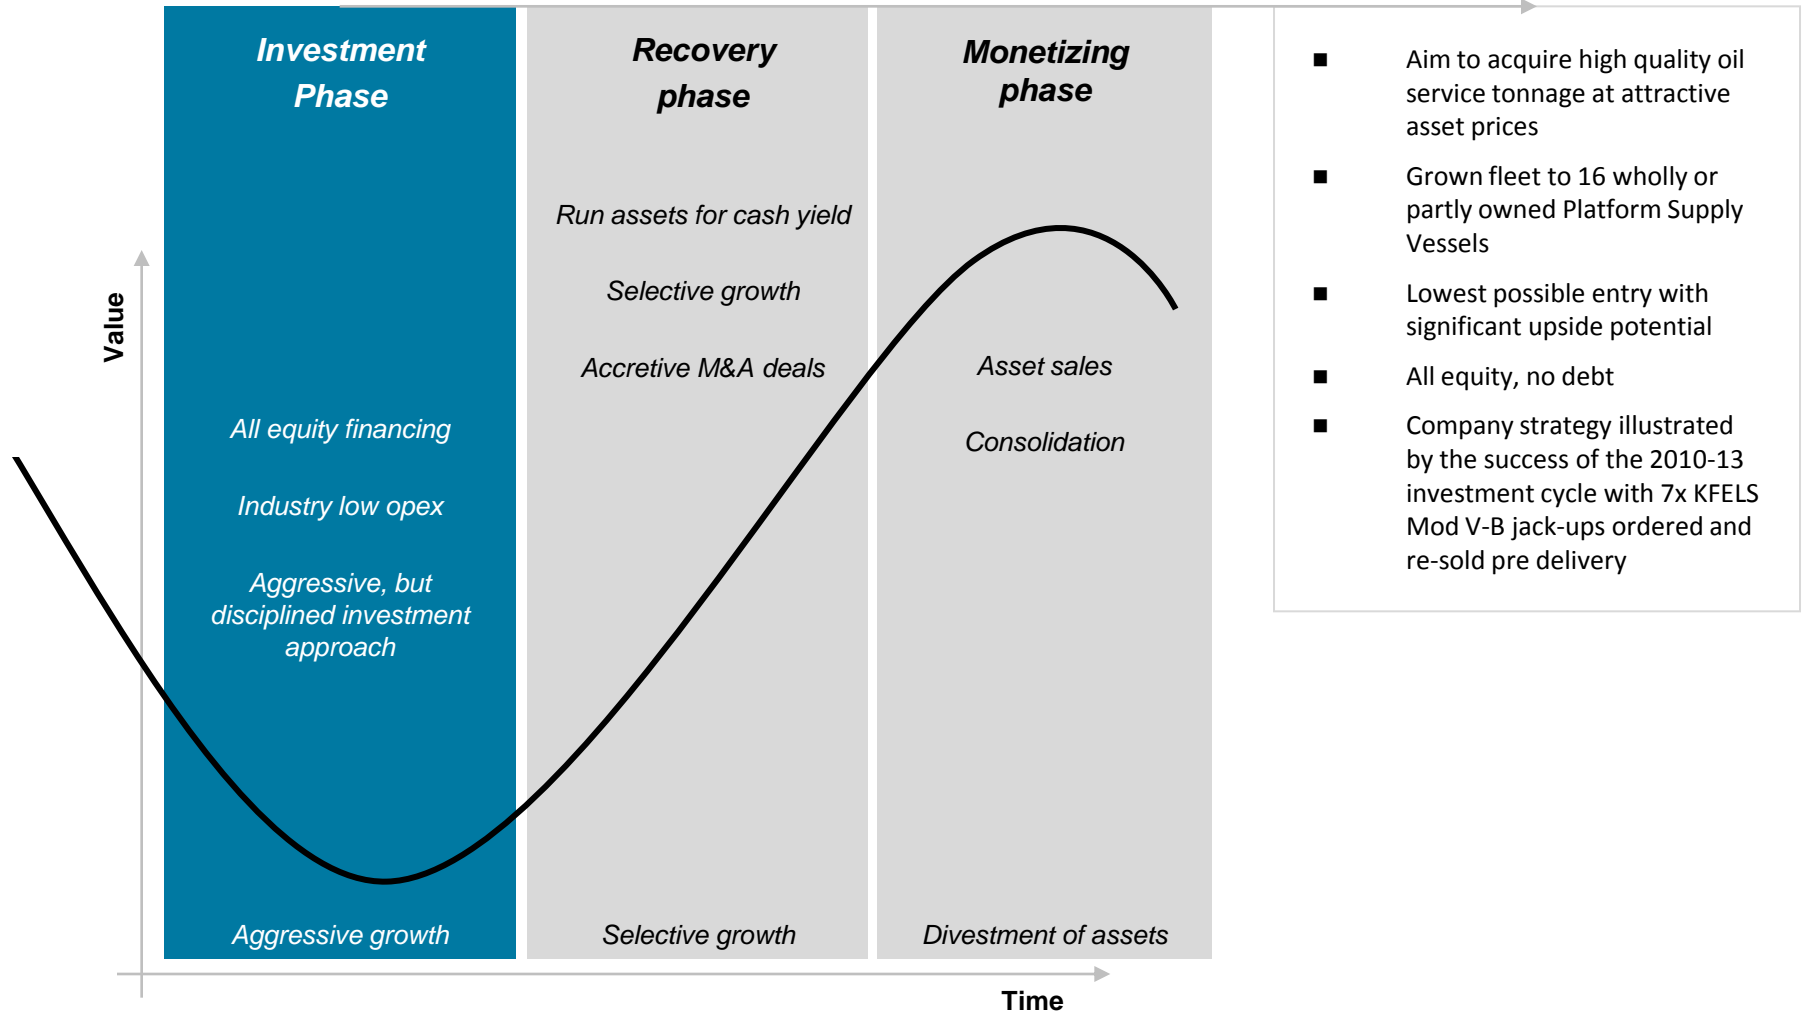 Investment
Phase
Recovery
phase
Monetizing
phase
Value
All equity financing
Industry low opex
Aggressive, but
disciplined investment
approach
Aggressive growth
Run assets for cash yield
Selective growth
Accretive M&A deals
Selective growth
Asset sales
Consolidation
Divestment of assets
Time
■ Aim to acquire high quality oil
service tonnage at attractive
asset prices
■ Grown fleet to 16 wholly or
partly owned Platform Supply
Vessels
■ Lowest possible entry with
significant upside potential
■ All equity, no debt
■ Company strategy illustrated
by the success of the 2010-13
investment cycle with 7x KFELS
Mod V-B jack-ups ordered and
re-sold pre delivery